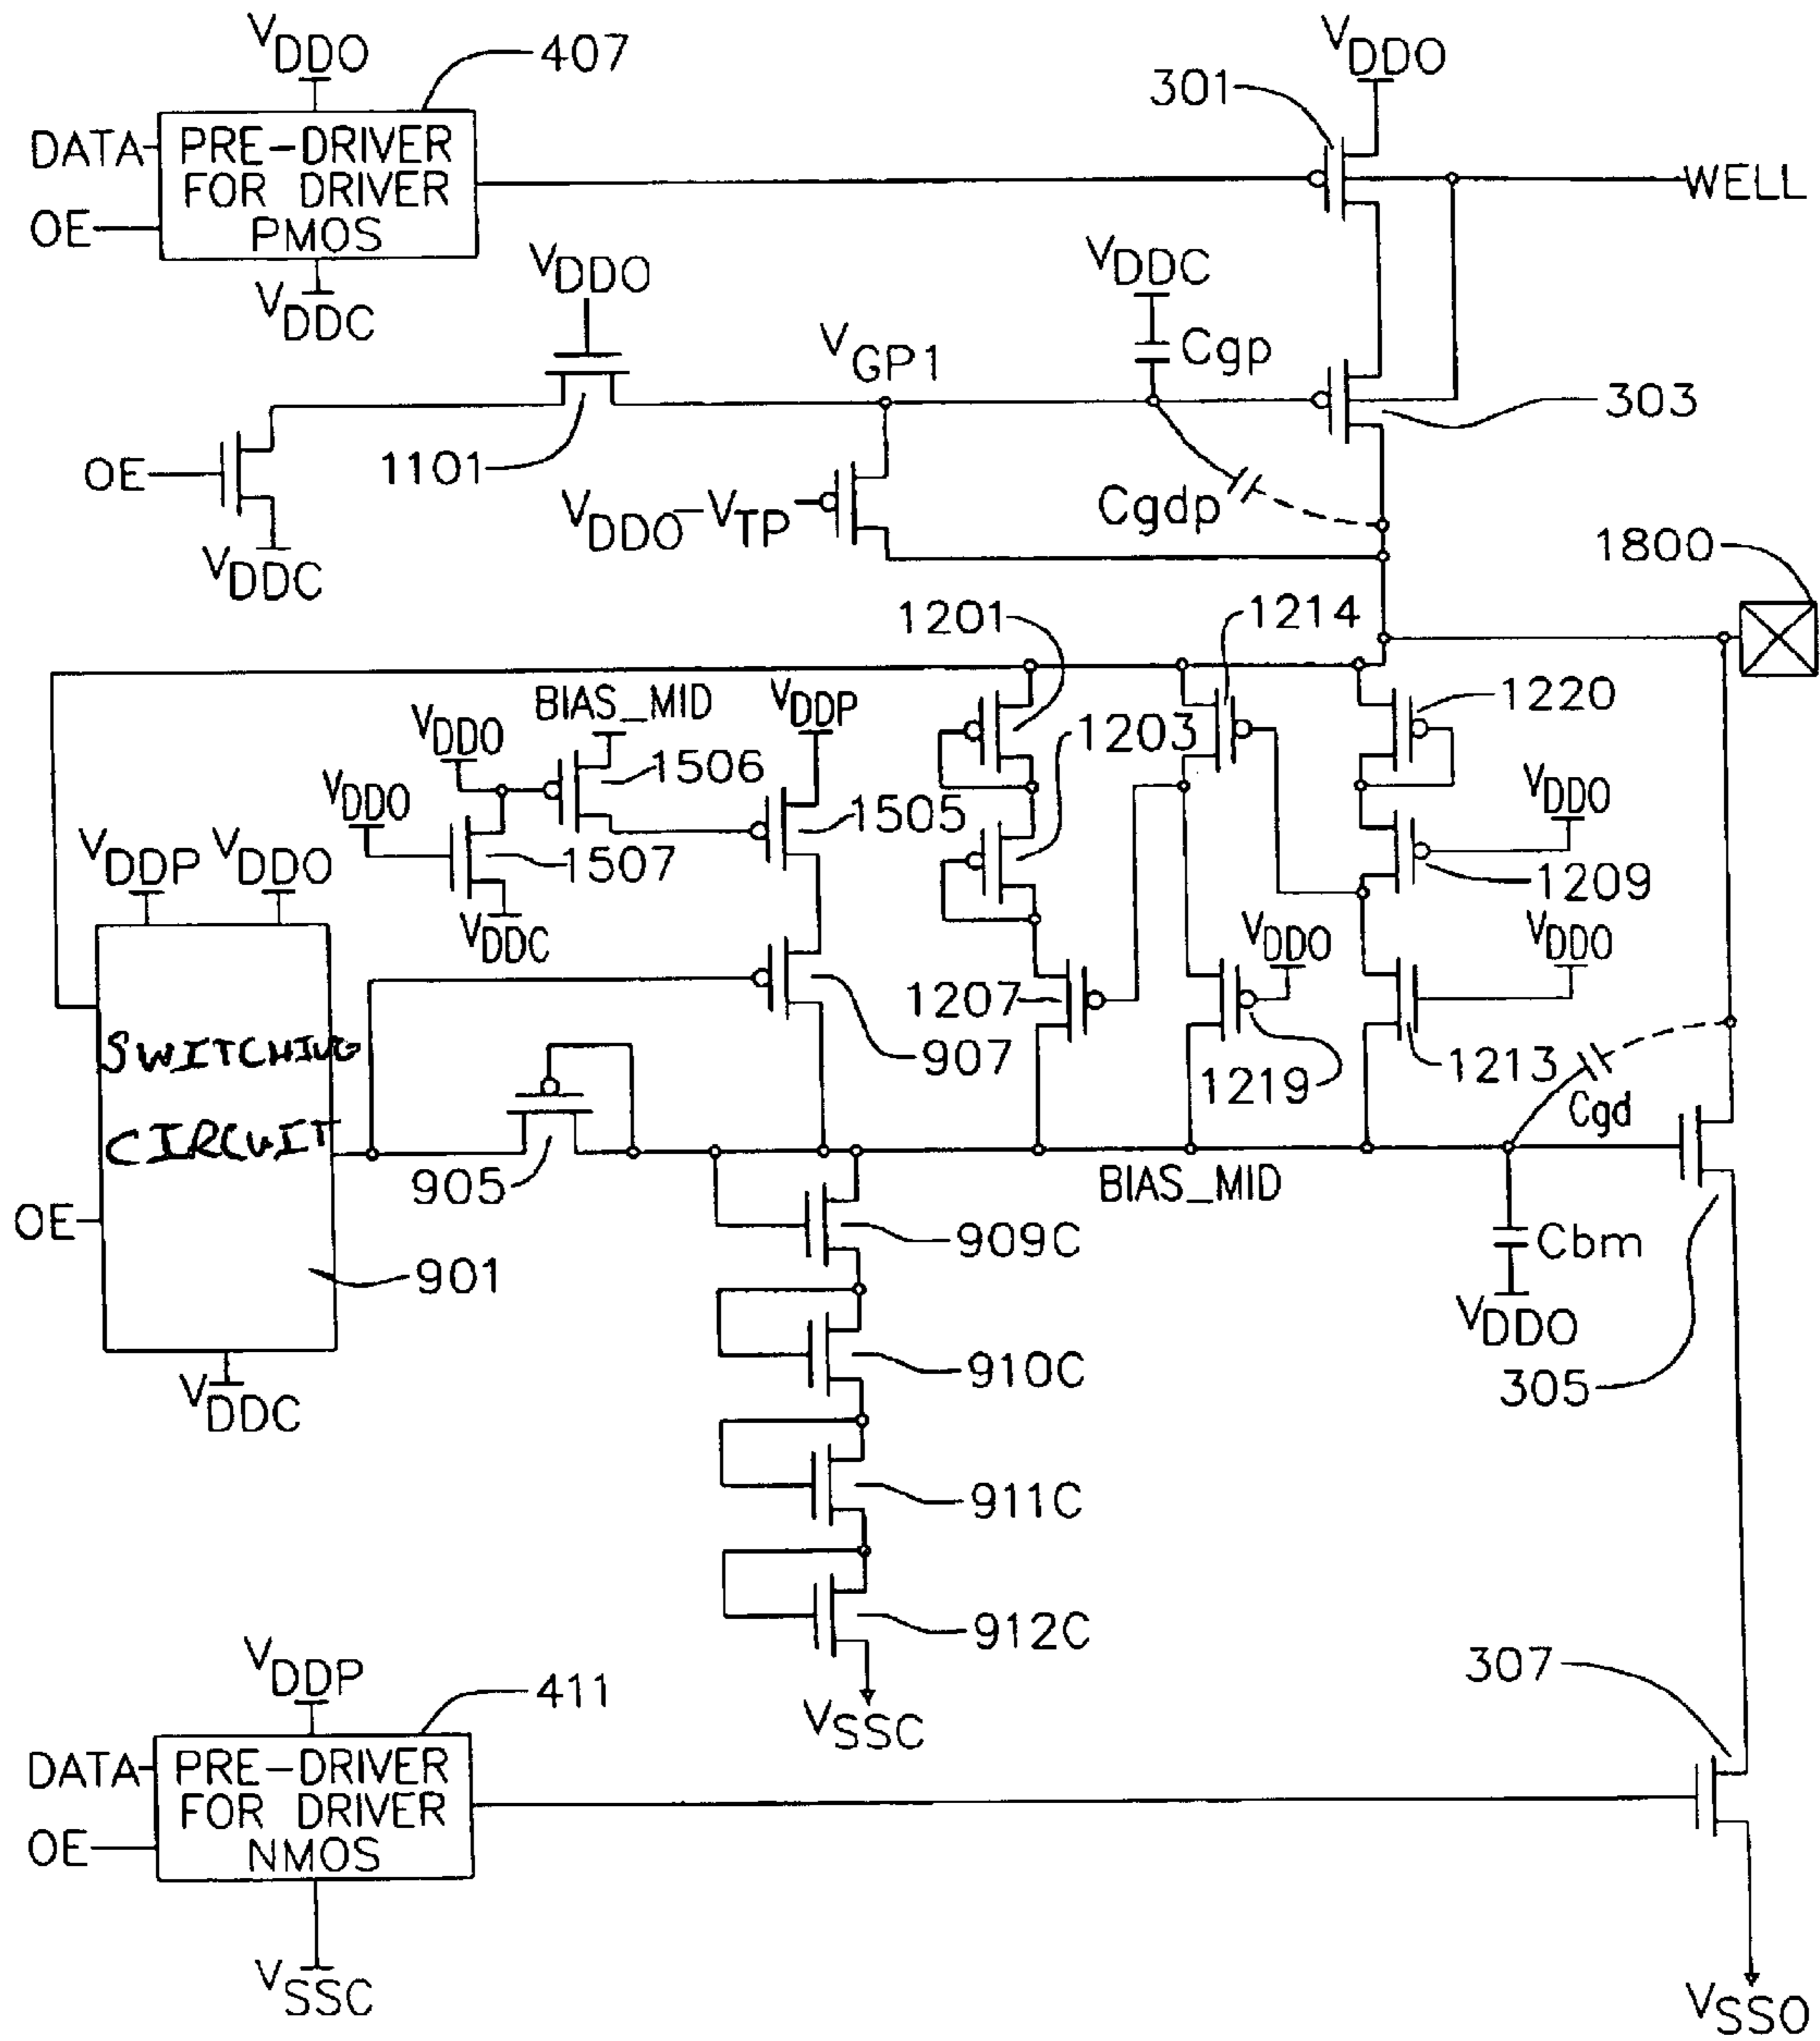 VDDO
407
VDDO
301
DATA
PRE-DRIVER
FOR DRIVER
PMOS
OE
WELL
VDDC
VDDO
VDDC
Cgp
VGP1
303
1101
OE
VDDO-VTP
Cgdp
VDDC
1800
1201
1214
BIAS_MID
VDDP
1220
VDDO
1203
1506
VDDO
VDDO
1505
VDDP
VDDO
1507
1209
VDDC
VDDO
VDDO
1207
SWITCHING
CIRCUIT
907
1219
1213
Cgd
905
BIAS_MID
OE
909C
Cbm
901
VDDO
910C
305
VDDC
911C
912C
VDDP
411
307
VSSC
DATA
PRE-DRIVER
FOR DRIVER
NMOS
OE
VSSC
VSSO